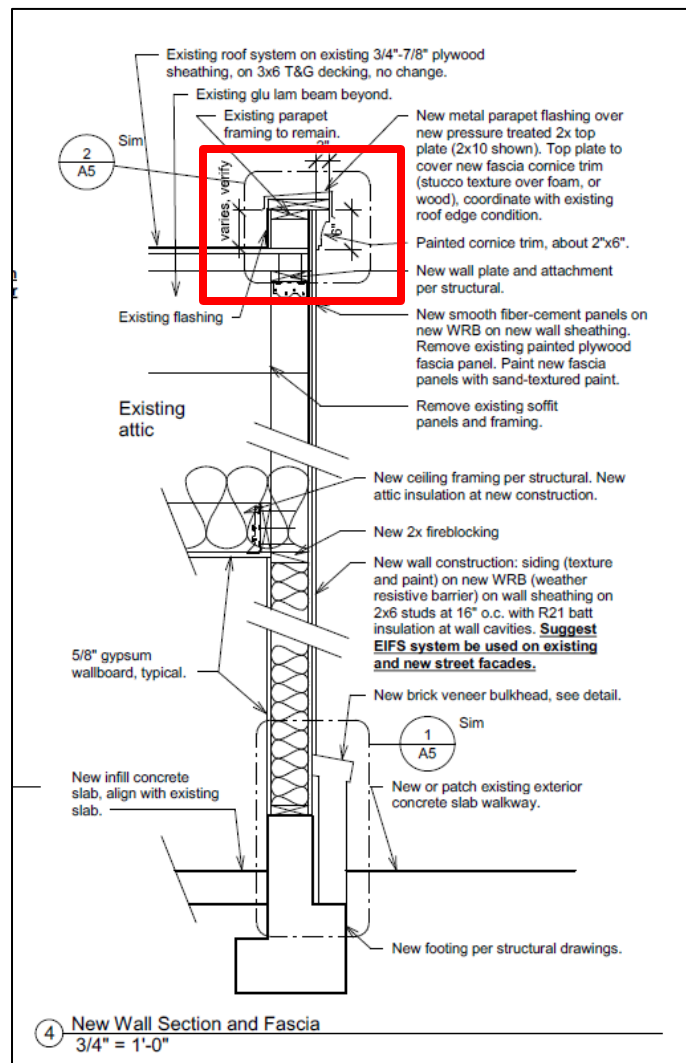 Existing roof system on existing 3/4"-7/8" plywood
sheathing, on 3x6 T&G decking, no change.
Existing glu lam beam beyond.
Existing parapet
framing to remain.
New metal parapet flashing over
new pressure treated 2x top
plate (2x10 shown). Top plate to
cover new fascia cornice trim
(stucco texture over foam, or
wood), coordinate with existing
roof edge condition.
2
A5
Sim
2"
varies, verify
6"
Painted cornice trim, about 2"x6".
New wall plate and attachment
per structural.
Existing flashing
New smooth fiber-cement panels on
new WRB on new wall sheathing.
Remove existing painted plywood
fascia panel. Paint new fascia
panels with sand-textured paint.
Remove existing soffit
panels and framing.
Existing
attic
New ceiling framing per structural. New
attic insulation at new construction.
New 2x fireblocking
New wall construction: siding (texture
and paint) on new WRB (weather
resistive barrier) on wall sheathing on
2x6 studs at 16" o.c. with R21 batt
insulation at wall cavities. Suggest
EIFS system be used on existing
and new street facades.
5/8" gypsum
wallboard, typical.
New brick veneer bulkhead, see detail.
1
A5
Sim
New infill concrete
slab, align with existing
slab.
New or patch existing exterior
concrete slab walkway.
New footing per structural drawings.
4
New Wall Section and Fascia
3/4" = 1'-0"